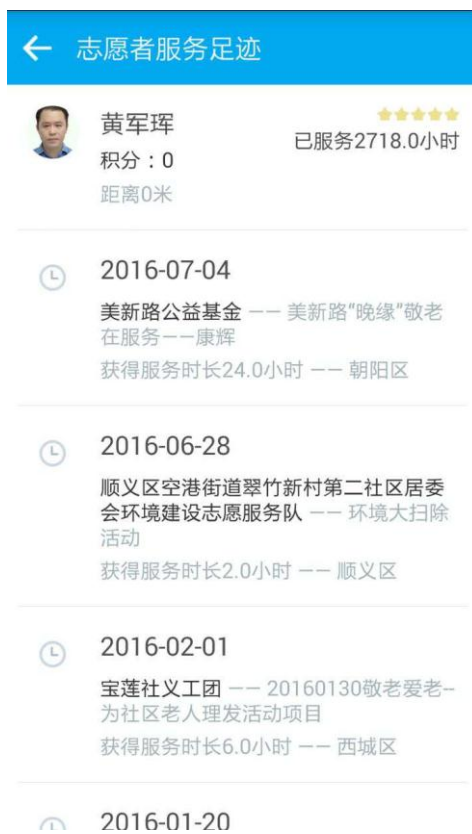 志愿者服务足迹
黄军珲
已服务2718.0小时
积分：0
距离0米
2016-07-04
美新路公益基金 —— 美新路“晚缘”敬老
在服务——康辉
获得服务时长24.0小时 —— 朝阳区
2016-06-28
顺义区空港街道翠竹新村第二社区居委
会环境建设志愿服务队 —— 环境大扫除
活动
获得服务时长2.0小时 —— 顺义区
2016-02-01
宝莲社义工团 —— 20160130敬老爱老–
为社区老人理发活动项目
获得服务时长6.0小时 —— 西城区
2016-01-20